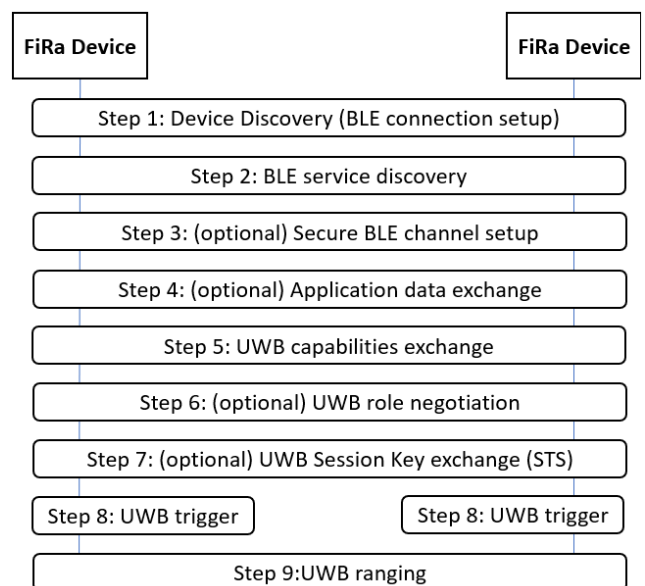 FiRa Device
FiRa Device
Step 1: Device Discovery (BLE connection setup)
Step 2: BLE service discovery
Step 3: (optional) Secure BLE channel setup
Step 4: (optional) Application data exchange
Step 5: UWB capabilities exchange
Step 6: (optional) UWB role negotiation
Step 7: (optional) UWB Session Key exchange (STS)
Step 8: UWB trigger
Step 8: UWB trigger
Step 9:UWB ranging